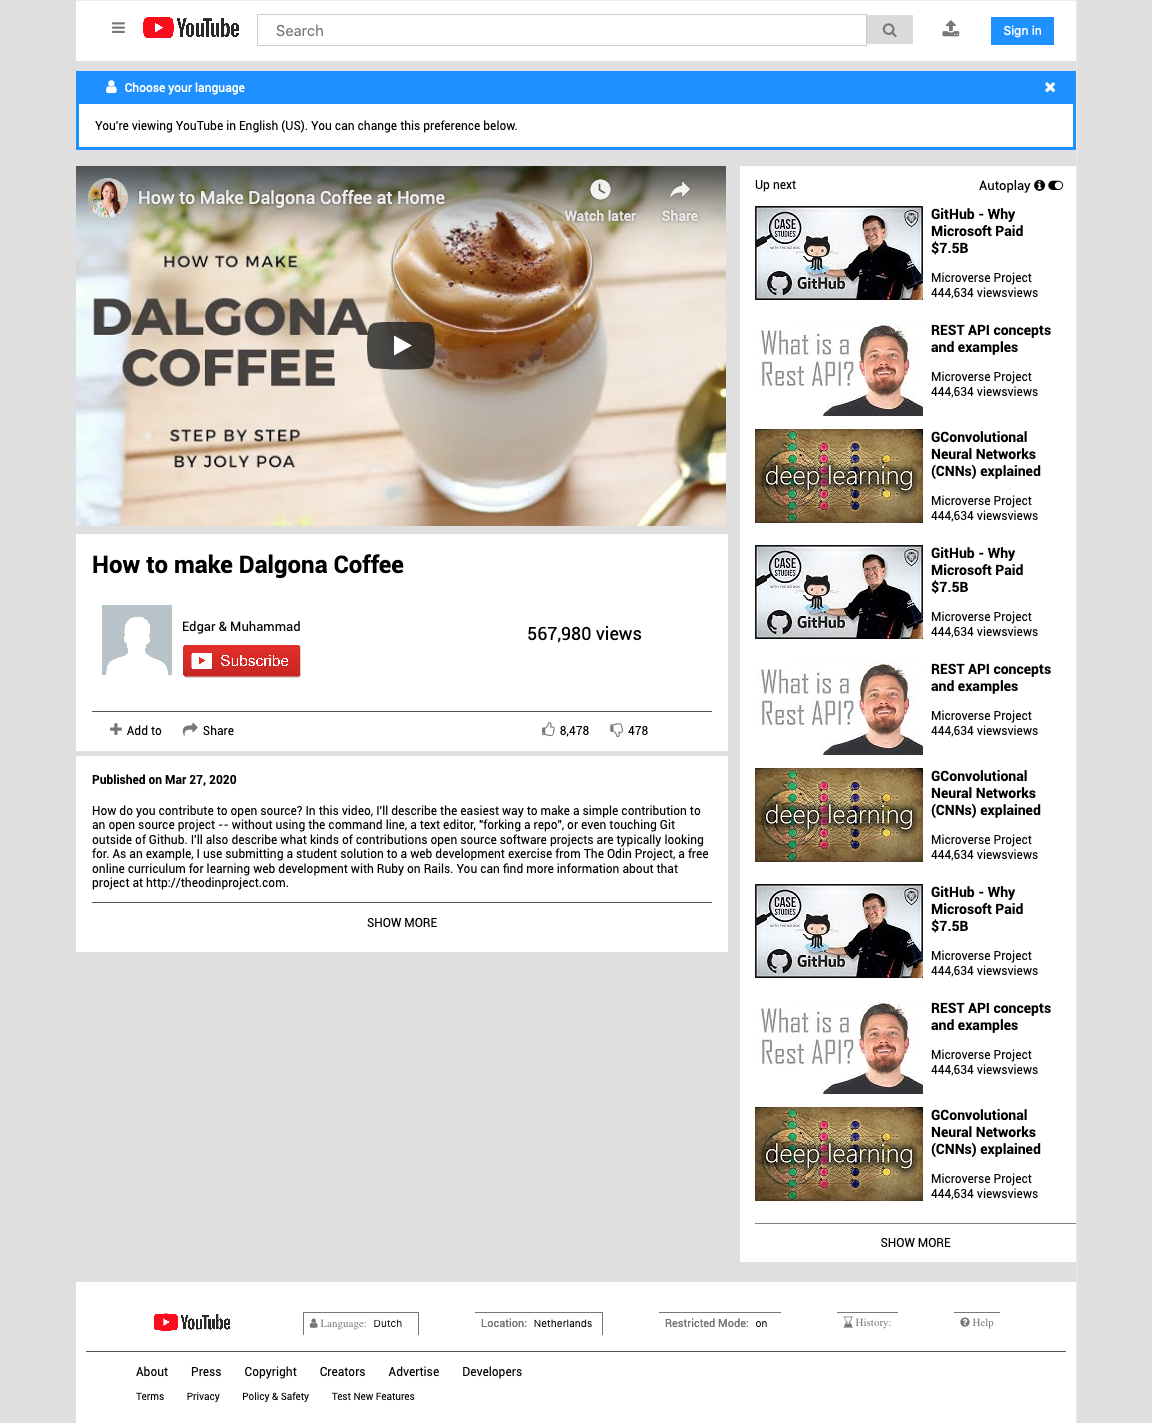 YouTube
Search
Sign in
Choose your language
You're viewing YouTube in English (US). You can change this preference below.
How to Make Dalgona Coffee at Home
Watch later
Share
HOW TO MAKE
DALGONA
COFFEE
STEP BY STEP
BY JOLY POA
How to make Dalgona Coffee
Edgar & Muhammad
Subscribe
567,980 views
Add to
Share
8,478
478
Published on Mar 27, 2020
How do you contribute to open source? In this video, I'll describe the easiest way to make a simple contribution to
an open source project -- without using the command line, a text editor, "forking a repo", or even touching Git
outside of Github. I'll also describe what kinds of contributions open source software projects are typically looking
for. As an example, I use submitting a student solution to a web development exercise from The Odin Project, a free
online curriculum for learning web development with Ruby on Rails. You can find more information about that
project at http://theodinproject.com.
SHOW MORE
Up next
Autoplay
CASE
STUDIES
WITH THE BIZ DOC
GitHub
GitHub - Why
Microsoft Paid
$7.5B
Microverse Project
444,634 viewsviews
What is a
Rest API?
REST API concepts
and examples
Microverse Project
444,634 viewsviews
deep learning
GConvolutional
Neural Networks
(CNNs) explained
Microverse Project
444,634 viewsviews
CASE
STUDIES
WITH THE BIZ DOC
GitHub
GitHub - Why
Microsoft Paid
$7.5B
Microverse Project
444,634 viewsviews
What is a
Rest API?
REST API concepts
and examples
Microverse Project
444,634 viewsviews
deep learning
GConvolutional
Neural Networks
(CNNs) explained
Microverse Project
444,634 viewsviews
CASE
STUDIES
WITH THE BIZ DOC
GitHub
GitHub - Why
Microsoft Paid
$7.5B
Microverse Project
444,634 viewsviews
What is a
Rest API?
REST API concepts
and examples
Microverse Project
444,634 viewsviews
deep learning
GConvolutional
Neural Networks
(CNNs) explained
Microverse Project
444,634 viewsviews
SHOW MORE
YouTube
Language: Dutch
Location: Netherlands
Restricted Mode: on
History:
Help
About Press Copyright Creators Advertise Developers
Terms Privacy Policy & Safety Test New Features